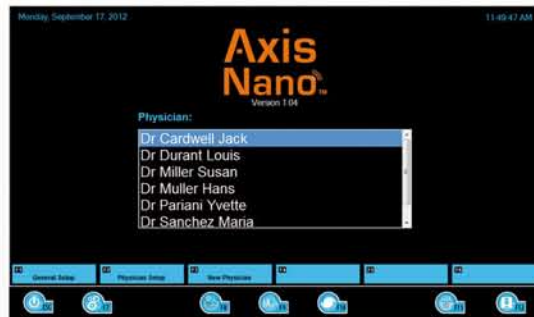 Monday, September 17, 2012
11:49:47 AM
Axis
Nano™
Version 1.04
Physician:
Dr Cardwell Jack
Dr Durant Louis
Dr Miller Susan
Dr Muller Hans
Dr Pariani Yvette
Dr Sanchez Maria
General Setup
Physician Setup
New Physician